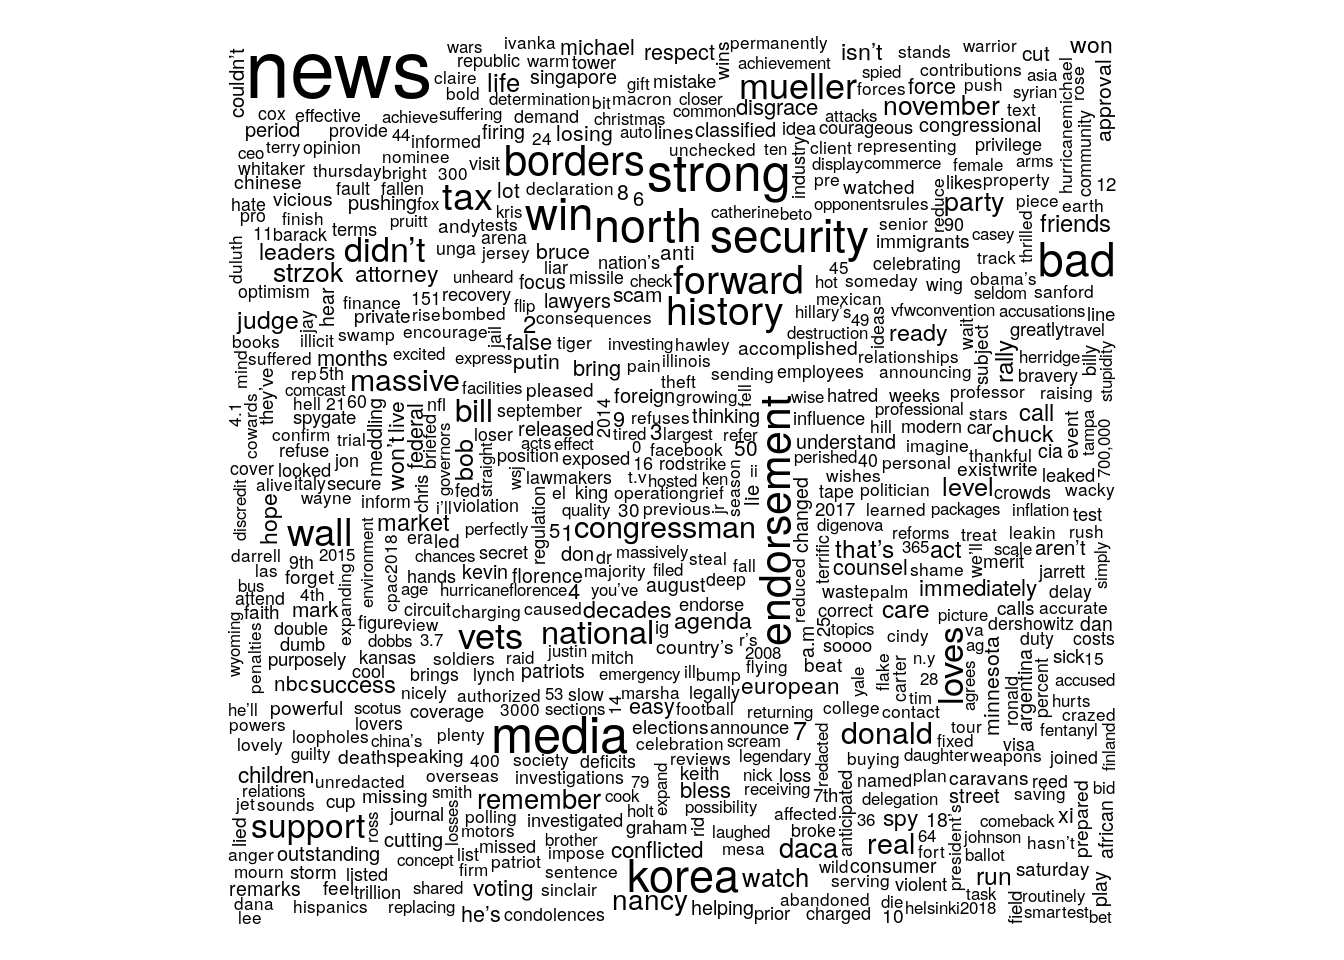 couldn't news wars ivanka michael respect wins permanently isn't stands warrior cut won
republic warm tower achievement spied contributions asia approval
claire life singapore gift mistake mueller forces force push syrian rose hurricanemichael
bold determination bit macron closer common disgrace attacks november text
cox effective achieve suffering demand christmas
period provide 44 informed firing 24 losing auto lines classified idea courageous congressional
ceo terry opinion nominee visit borders strong unchecked ten industry client representing privilege community
whitaker thursday bright 300 display commerce female arms
chinese fault fallen tax lot declaration 8 6 pre watched reduce likes property 12
hate vicious pushing fox kris win north catherine beto opponents rules party piece earth
pro finish pruitt andy tests security senior 90 friends
11 barack terms arena immigrants casey thrilled
duluth leaders didn't unga jersey bruce anti nation's liar celebrating track bad
strzok attorney unheard focus missile check forward 45 hot someday wing obama's
optimism hear finance 151 recovery flip lawyers scam history mexican seldom sanford
judge jay private rise bombed 2 consequences hillary's 49 ideas vfwconvention accusations line
books illicit swamp encourage jail false tiger investing hawley destruction ready wait subject greatly travel
mind suffered months excited express putin bring pain illinois accomplished relationships rally herridge billy stupidity
they've rep 5th massive facilities pleased theft sending employees announcing bravery
4.1 comcast hell 21 60 bill september foreign growing fell endorsement wise hatred weeks professor raising
cowards spygate meddling won't live federal nfl released 2014 9 refuses thinking influence professional stars call event tampa 700,000
confirm trial briefed governors bob loser acts effect tired 3 largest refer hill modern car chuck
refuse position exposed 0 facebook 50 understand imagine cia
cover looked jon straight wsj lawmakers 16 rod strike perished 40 personal thankful exist write leaked
alive italy secure chris fed t.v hosted ken season lie ii wishes
discredit hope wayne inform i'll violation el king operation grief jr tape politician level crowds wacky
wall market regulation quality 30 previous changed 2017 learned packages inflation test
environment era led perfectly 51 congressman digenova reforms treat leakin rush
darrell 9th 2015 cpac2018 chances secret don dr massively steal terrific that's 365 act we'll scale aren't simply
las forget expanding hands kevin florence majority filed fall counsel shame merit jarrett
bus 4th age hurricaneflorence 4 you've august deep reduced waste palm immediately delay
attend faith mark circuit charging caused decades endorse correct care picture calls accurate
wyoming double figure view national ig agenda a.m 25 topics loves va dershowitz dan
penalties dumb dobbs 3.7 vets justin mitch country's r's soooo cindy ag minnesota duty costs
purposely kansas soldiers raid 2008 beat n.y argentina sick 15
cool brings lynch patriots emergency ill bump flying yale flake carter 28 agrees ronald percent accused
nbc success nicely authorized 53 slow 14 marsha legally european tim hurts
he'll powerful scotus coverage 3000 sections easy football returning college contact crazed
powers lovers plenty media elections announce 7 donald tour fentanyl finland
lovely loopholes china's celebration scream redacted fixed visa
guilty death speaking 400 society deficits reviews legendary buying daughter weapons joined
children unredacted overseas investigations 79 expand keith nick loss named plan caravans reed bid
relations smith remember cook bless receiving 7th anticipated delegation street saving prepared african
jet sounds cup missing holt possibility affected comeback xi
lied support ross journal losses polling investigated graham rid laughed broke 36 spy 18 president's johnson hasn't
cutting motors missed brother conflicted mesa daca real 64 fort ballot
anger outstanding concept list patriot impose
mourn storm listed firm sentence korea watch wild consumer run saturday
remarks feel trillion shared voting sinclair serving violent play
dana hispanics replacing he's condolences nancy helping abandoned die task field routinely
lee prior charged 10 helsinki2018 smartest bet